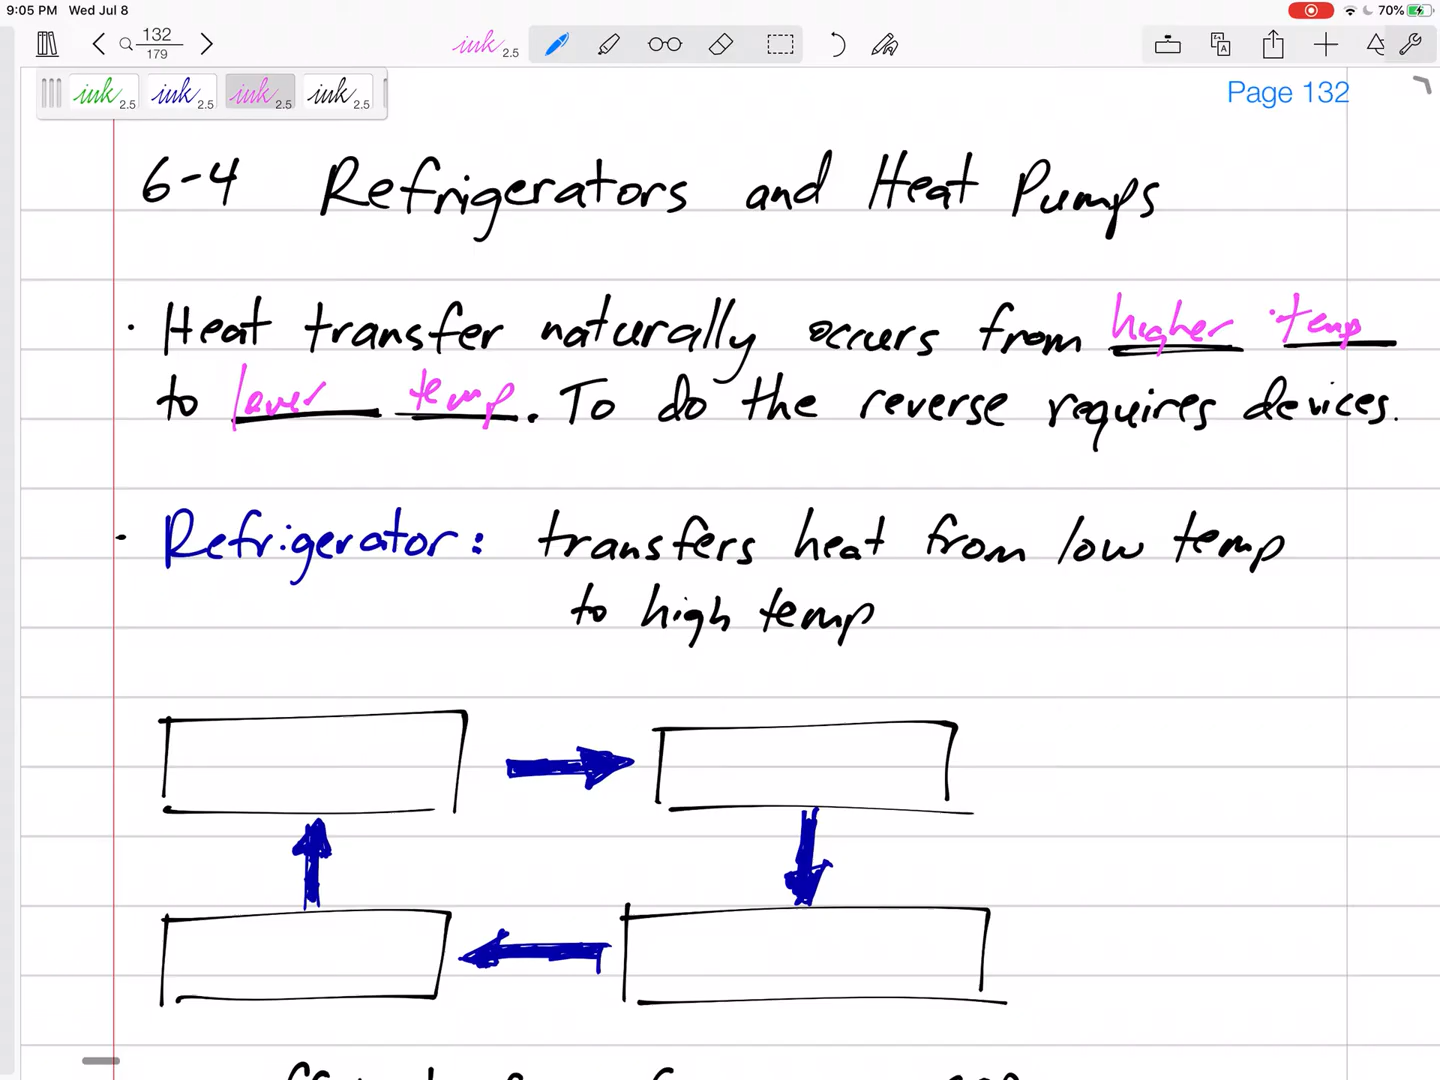 9:05 PM Wed Jul 8
70%
132
179
ink 2.5
ink 2.5
ink 2.5
ink 2.5
ink 2.5
Page 132
6-4 Refrigerators and Heat Pumps
· Heat transfer naturally occurs from higher temp
to lower temp. To do the reverse requires devices.
· Refrigerator: transfers heat from low temp
to high temp